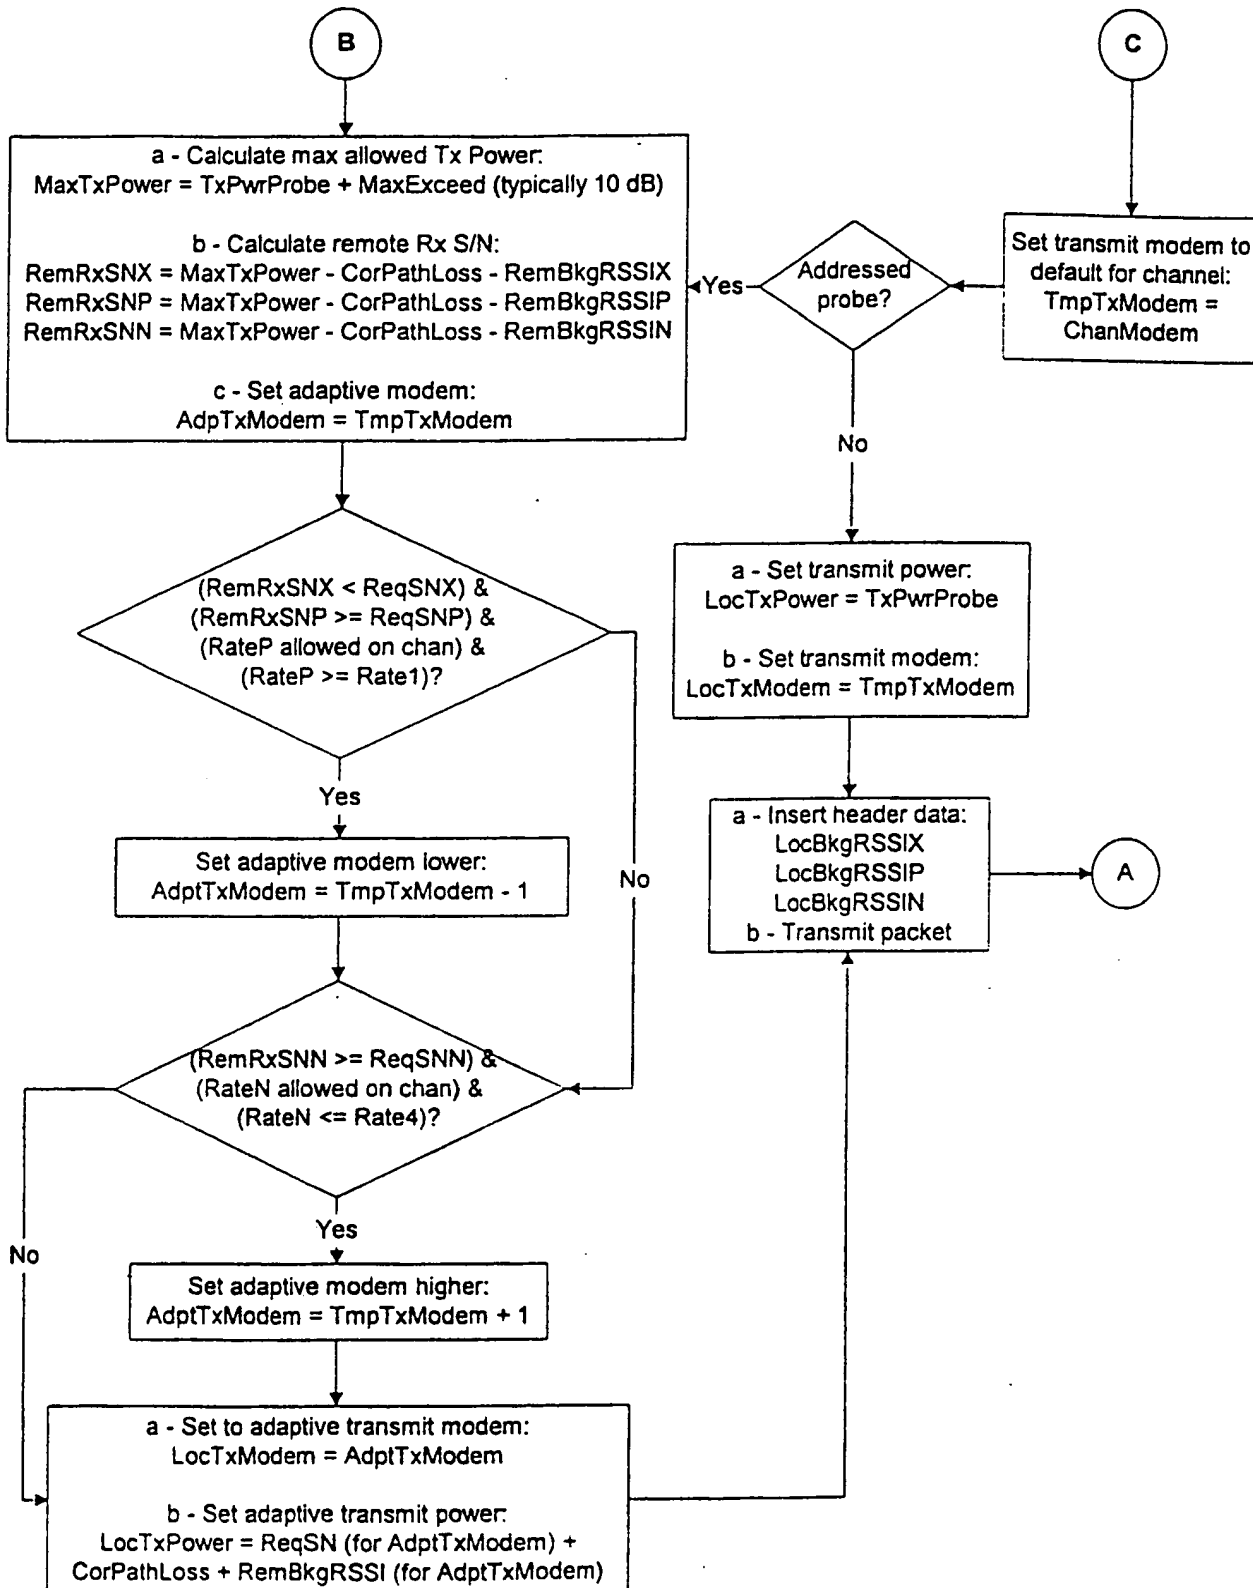 B
C
a - Calculate max allowed Tx Power:
MaxTxPower = TxPwrProbe + MaxExceed (typically 10 dB)
b - Calculate remote Rx S/N:
RemRxSNX = MaxTxPower - CorPathLoss - RemBkgRSSIX
RemRxSNP = MaxTxPower - CorPathLoss - RemBkgRSSIP
RemRxSNN = MaxTxPower - CorPathLoss - RemBkgRSSIN
c - Set adaptive modem:
AdpTxModem = TmpTxModem
Yes
Addressed
probe?
Set transmit modem to
default for channel:
TmpTxModem =
ChanModem
No
(RemRxSNX < ReqSNX) &
(RemRxSNP >= ReqSNP) &
(RateP allowed on chan) &
(RateP >= Rate1)?
a - Set transmit power:
LocTxPower = TxPwrProbe
b - Set transmit modem:
LocTxModem = TmpTxModem
Yes
No
Set adaptive modem lower:
AdptTxModem = TmpTxModem - 1
a - Insert header data:
LocBkgRSSIX
LocBkgRSSIP
LocBkgRSSIN
b - Transmit packet
A
(RemRxSNN >= ReqSNN) &
(RateN allowed on chan) &
(RateN <= Rate4)?
Yes
No
Set adaptive modem higher:
AdptTxModem = TmpTxModem + 1
a - Set to adaptive transmit modem:
LocTxModem = AdptTxModem
b - Set adaptive transmit power:
LocTxPower = ReqSN (for AdptTxModem) +
CorPathLoss + RemBkgRSSI (for AdptTxModem)